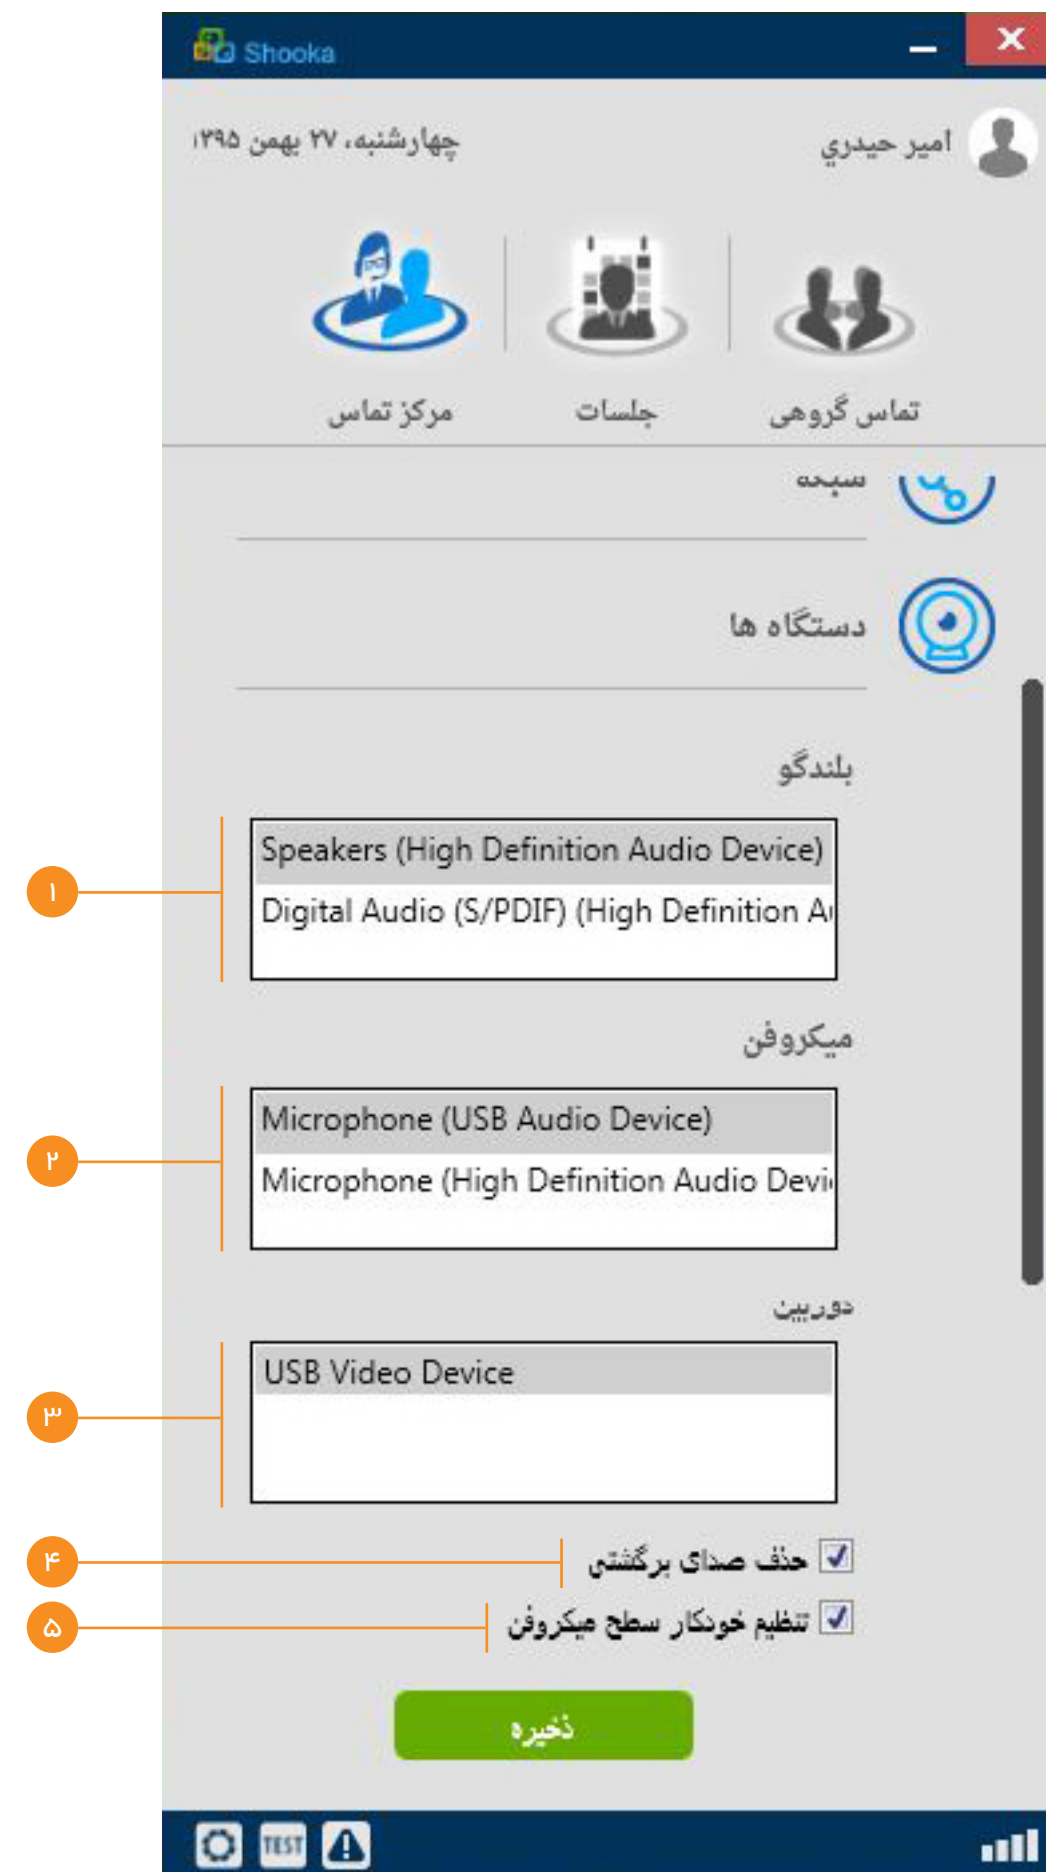 Shooka
امیر حیدري
چهارشنبه، ۲۷ بهمن ۱۳۹۵
تماس گروهی
جلسات
مرکز تماس
دستگاه ها
بلندگو
۱
Speakers (High Definition Audio Device)
Digital Audio (S/PDIF) (High Definition A
میکروفن
۲
Microphone (USB Audio Device)
Microphone (High Definition Audio Devi
دوربین
۳
USB Video Device
۴
حذف صدای برگشتی
۵
تنظیم خودکار سطح میکروفن
ذخیره
TEST